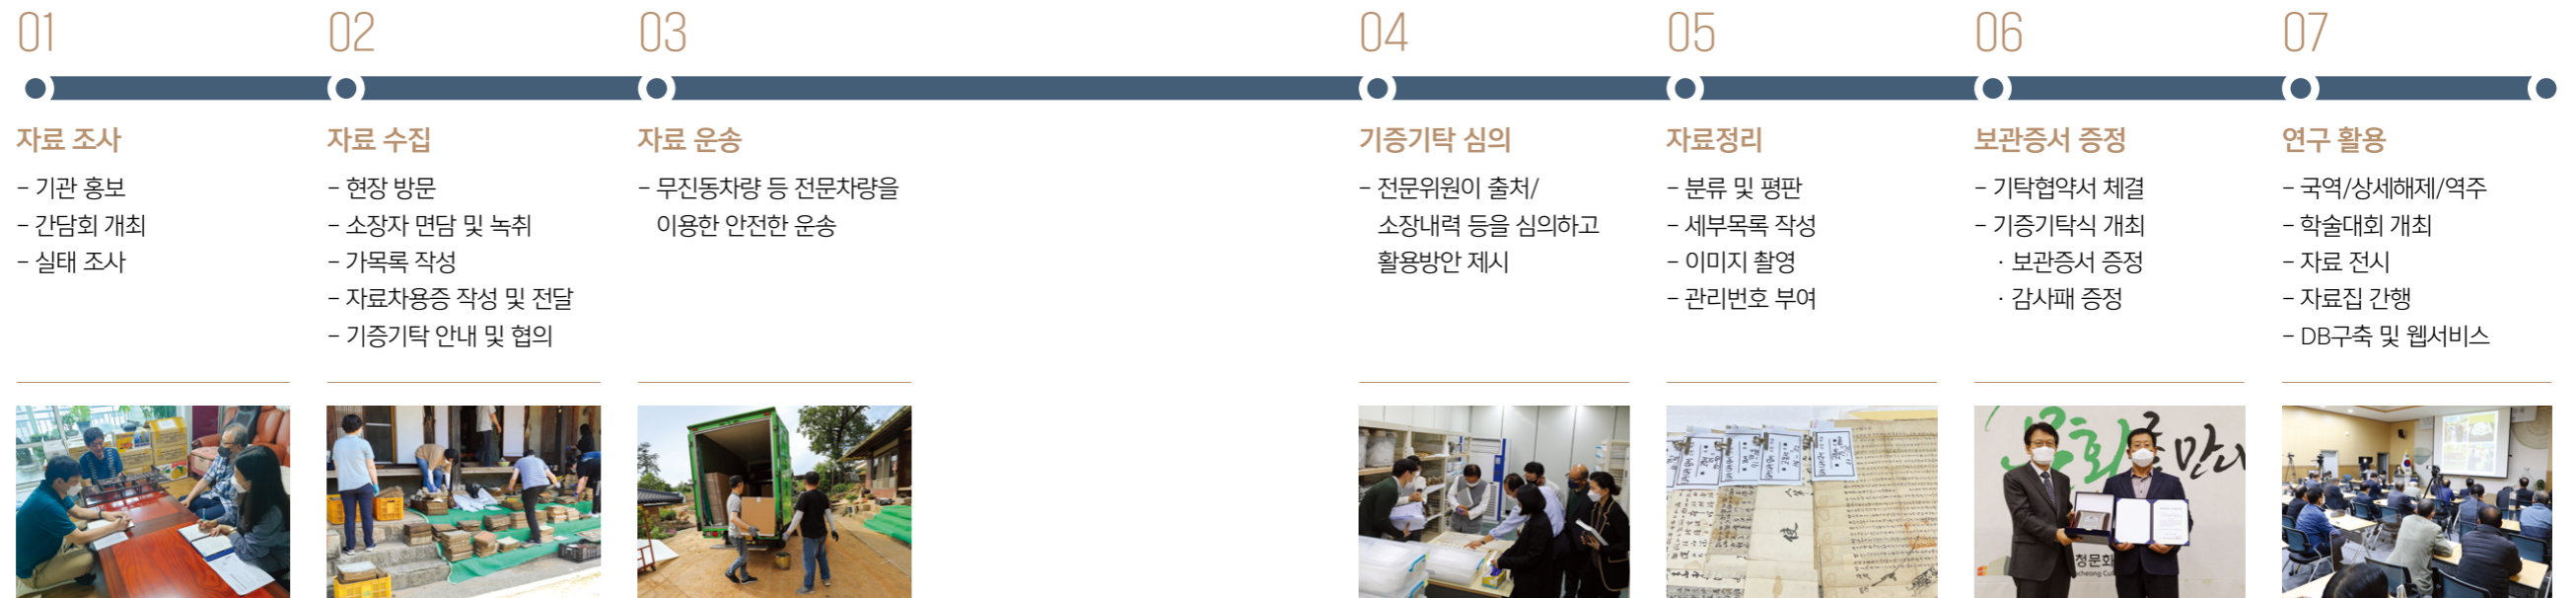 01
자료 조사
- 기관 홍보
- 간담회 개최
- 실태 조사
02
자료 수집
- 현장 방문
- 소장자 면담 및 녹취
- 가목록 작성
- 자료차용증 작성 및 전달
- 기증기탁 안내 및 협의
03
자료 운송
- 무진동차량 등 전문차량을
이용한 안전한 운송
04
기증기탁 심의
- 전문위원이 출처/
소장내력 등을 심의하고
활용방안 제시
05
자료정리
- 분류 및 평판
- 세부목록 작성
- 이미지 촬영
- 관리번호 부여
06
보관증서 증정
- 기탁협약서 체결
- 기증기탁식 개최
· 보관증서 증정
· 감사패 증정
07
연구 활용
- 국역/상세해제/역주
- 학술대회 개최
- 자료 전시
- 자료집 간행
- DB구축 및 웹서비스
청문화